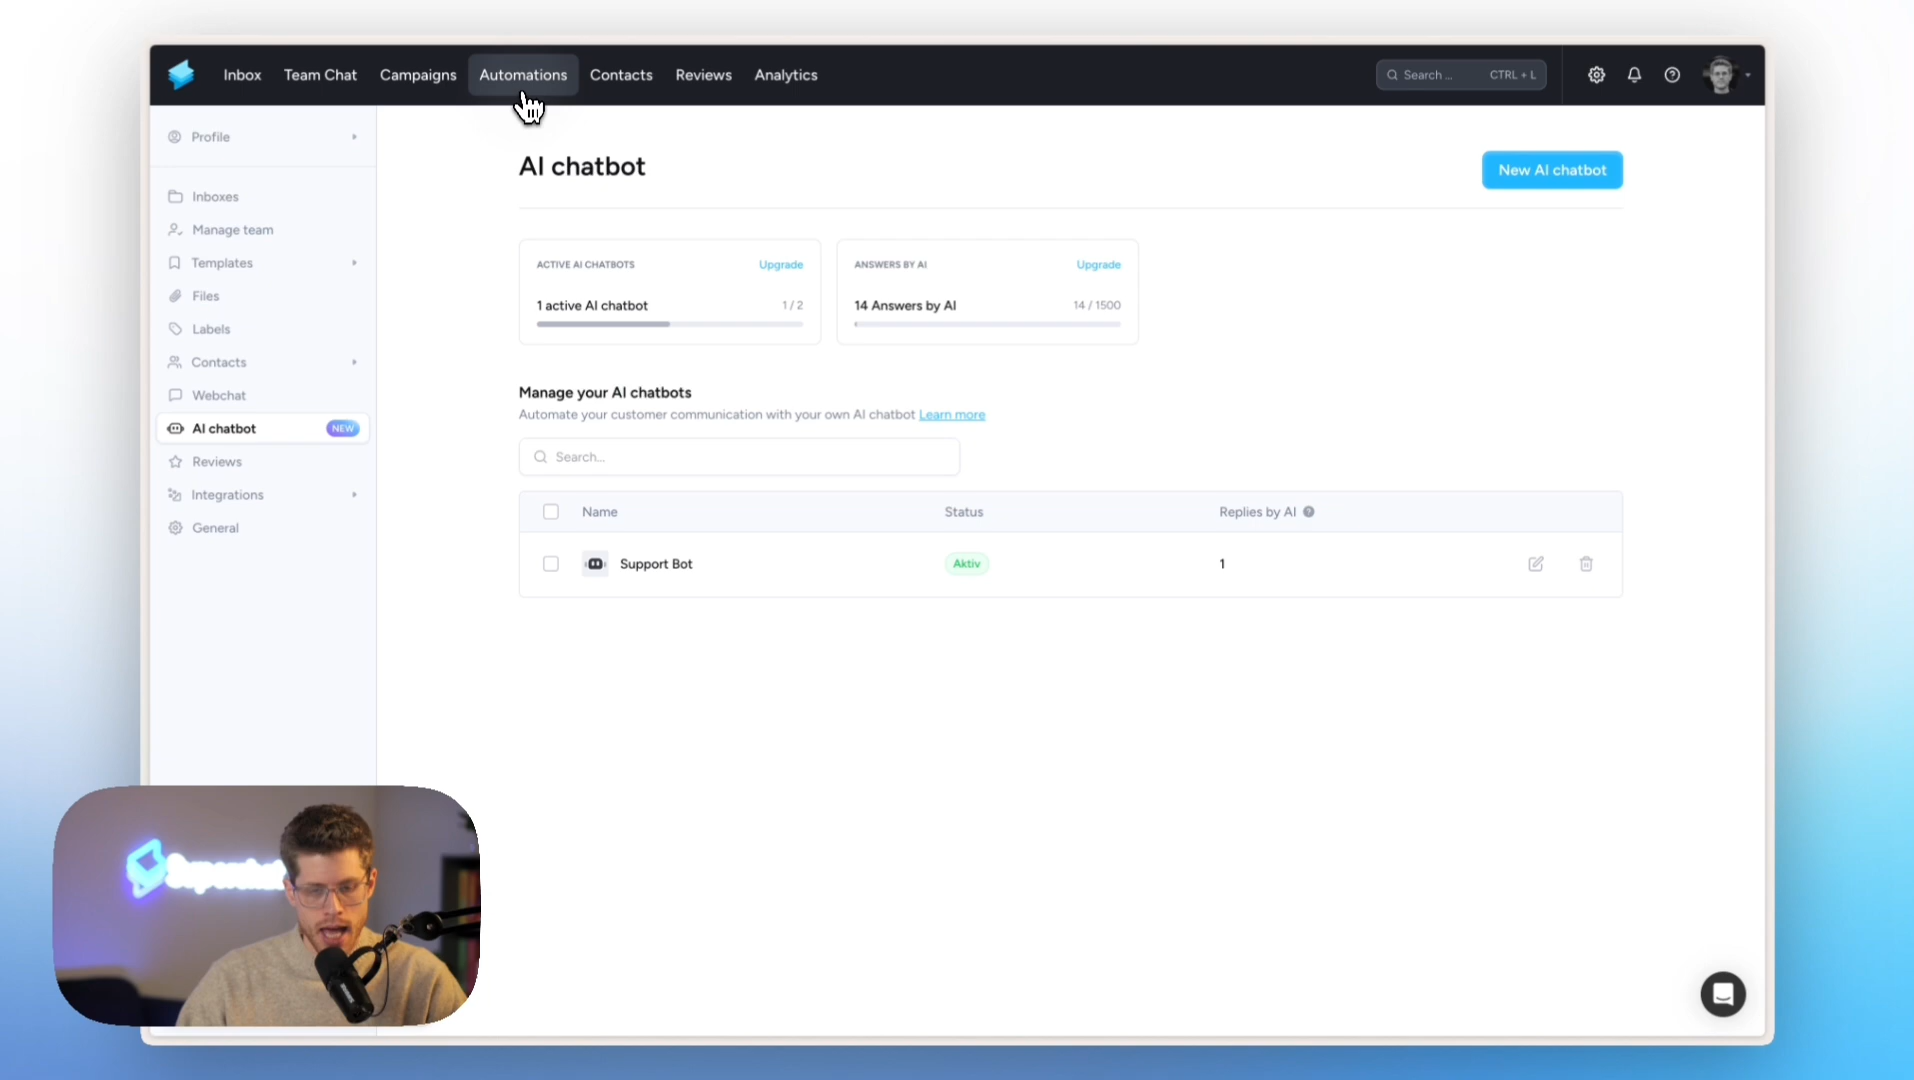 Inbox Team Chat Campaigns Automations Contacts Reviews Analytics Search ... CTRL + L
Profile
Inboxes
Manage team
Templates
Files
Labels
Contacts
Webchat
AI chatbot NEW
Reviews
Integrations
General
AI chatbot
New AI chatbot
ACTIVE AI CHATBOTS Upgrade
1 active AI chatbot 1 / 2
ANSWERS BY AI Upgrade
14 Answers by AI 14 / 1500
Manage your AI chatbots
Automate your customer communication with your own AI chatbot Learn more
Search...
Name Status Replies by AI
Support Bot Aktiv 1